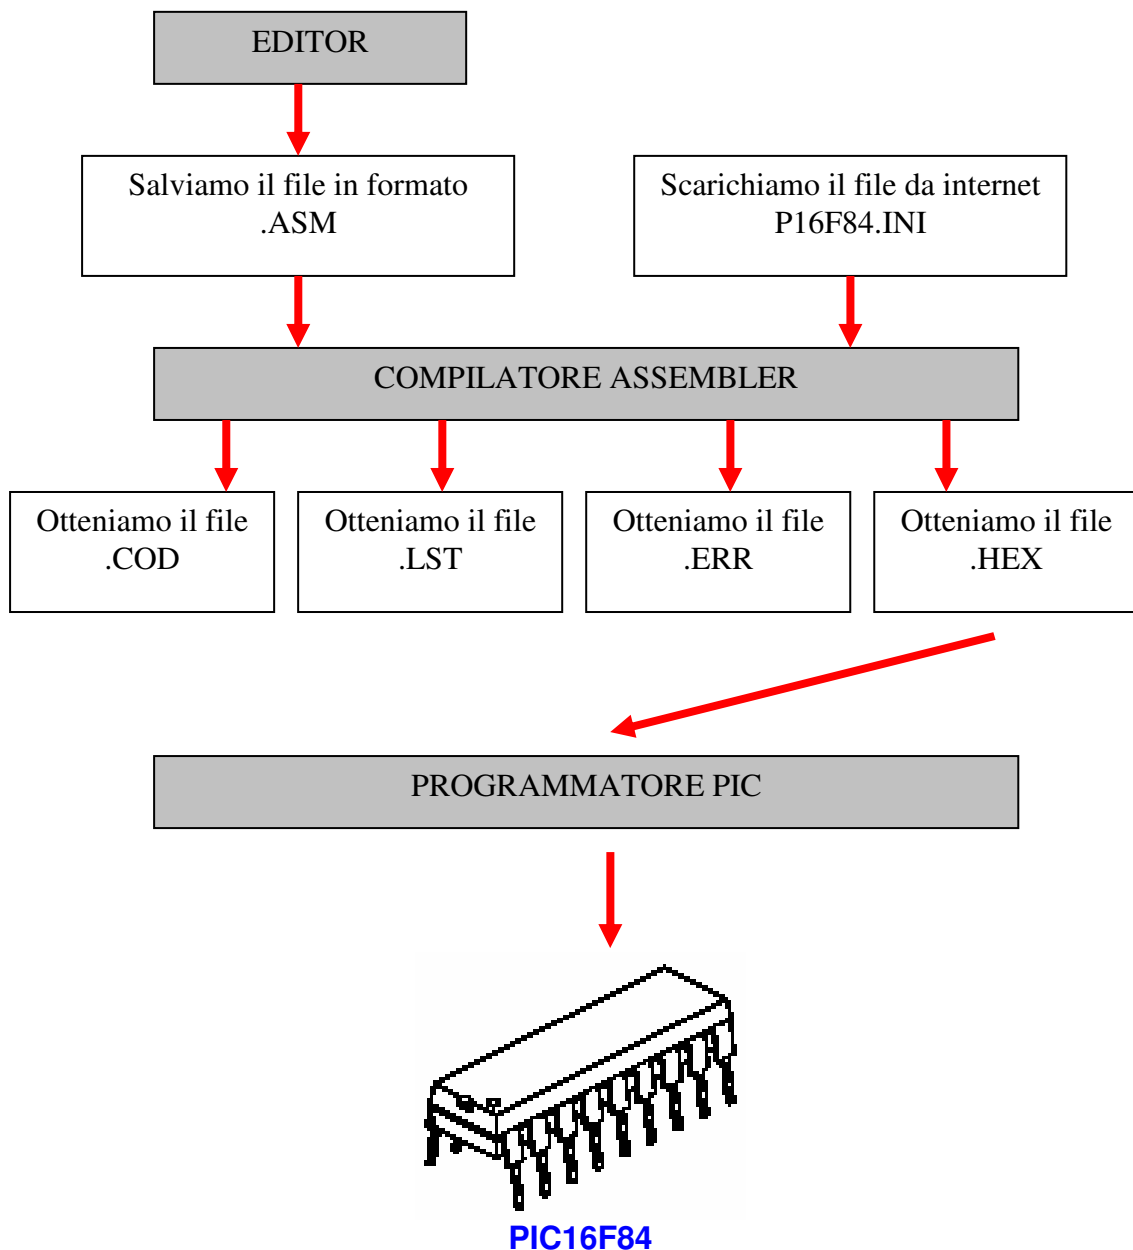 EDITOR
Salviamo il file in formato
.ASM
Scarichiamo il file da internet
P16F84.INI
COMPILATORE ASSEMBLER
Otteniamo il file
.COD
Otteniamo il file
.LST
Otteniamo il file
.ERR
Otteniamo il file
.HEX
PROGRAMMATORE PIC
PIC16F84